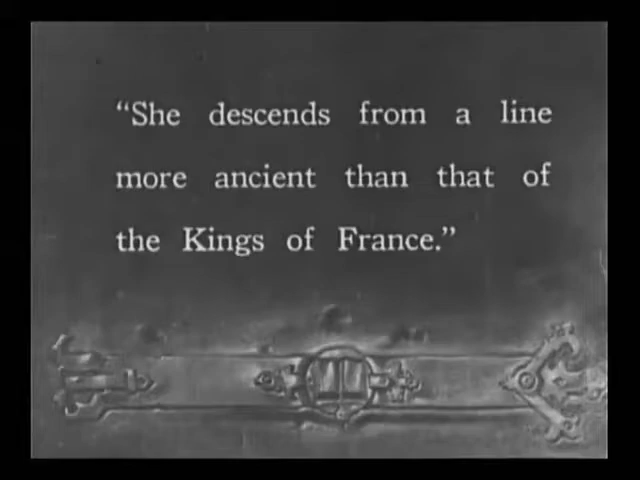 “She descends from a line
more ancient than that of
the Kings of France.”